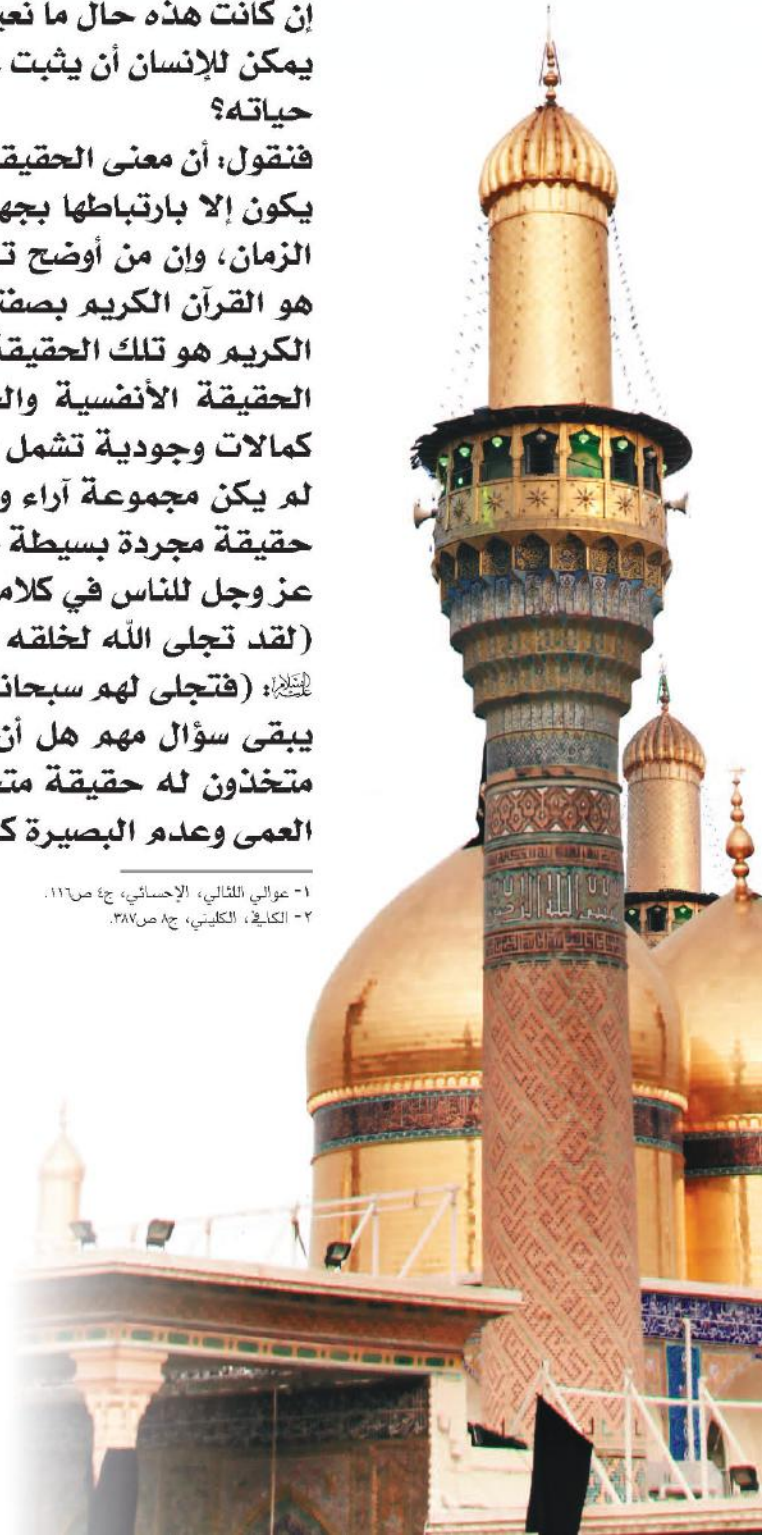 إن كانت هذه حال ما نعي
يمكن للإنسان أن يثبت
حياته؟
فنقول: أن معنى الحقيقة
يكون إلا بارتباطها بجه
الزمان، وإن من أوضح ت
هو القرآن الكريم بصفت
الكريم هو تلك الحقيقة
الحقيقة الأنفسية وال
كمالات وجودية تشمل
لم يكن مجموعة آراء و
حقيقة مجردة بسيطة
عز وجل للناس في كلام
(لقد تجلى الله لخلقه
عليه السلام: (فتجلى لهم سبحان
يبقى سؤال مهم هل أن
متخذون له حقيقة مت
العمى وعدم البصيرة ك
١- عوالي اللئالي، الإحسائي، ج٤ ص١١٦.
٢- الكافي، الكليني، ج٨ ص٣٨٧.